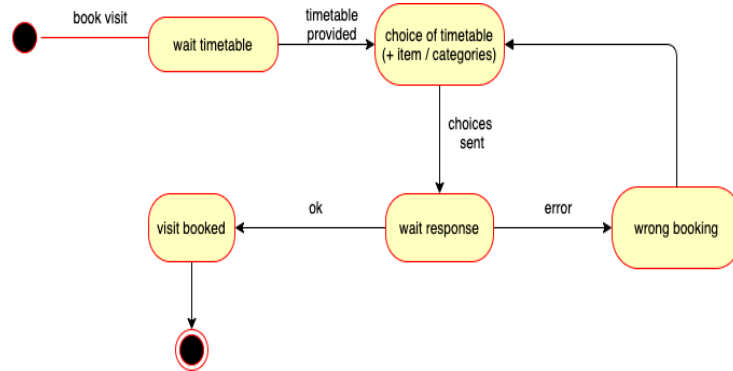 book visit
wait timetable
timetable
provided
choice of timetable
(+ item / categories)
choices
sent
visit booked
ok
wait response
error
wrong booking